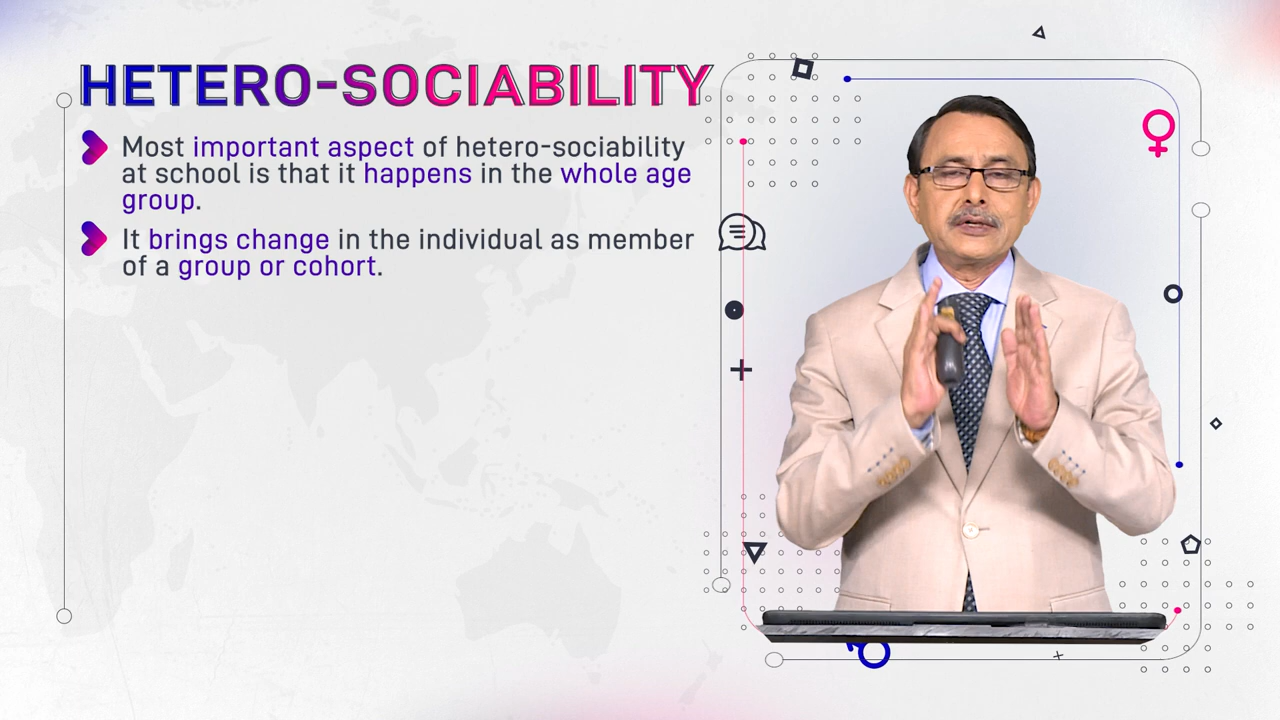 HETERO-SOCIABILITY
Most important aspect of hetero-sociability
at school is that it happens in the whole age
group.
It brings change in the individual as member
of a group or cohort.